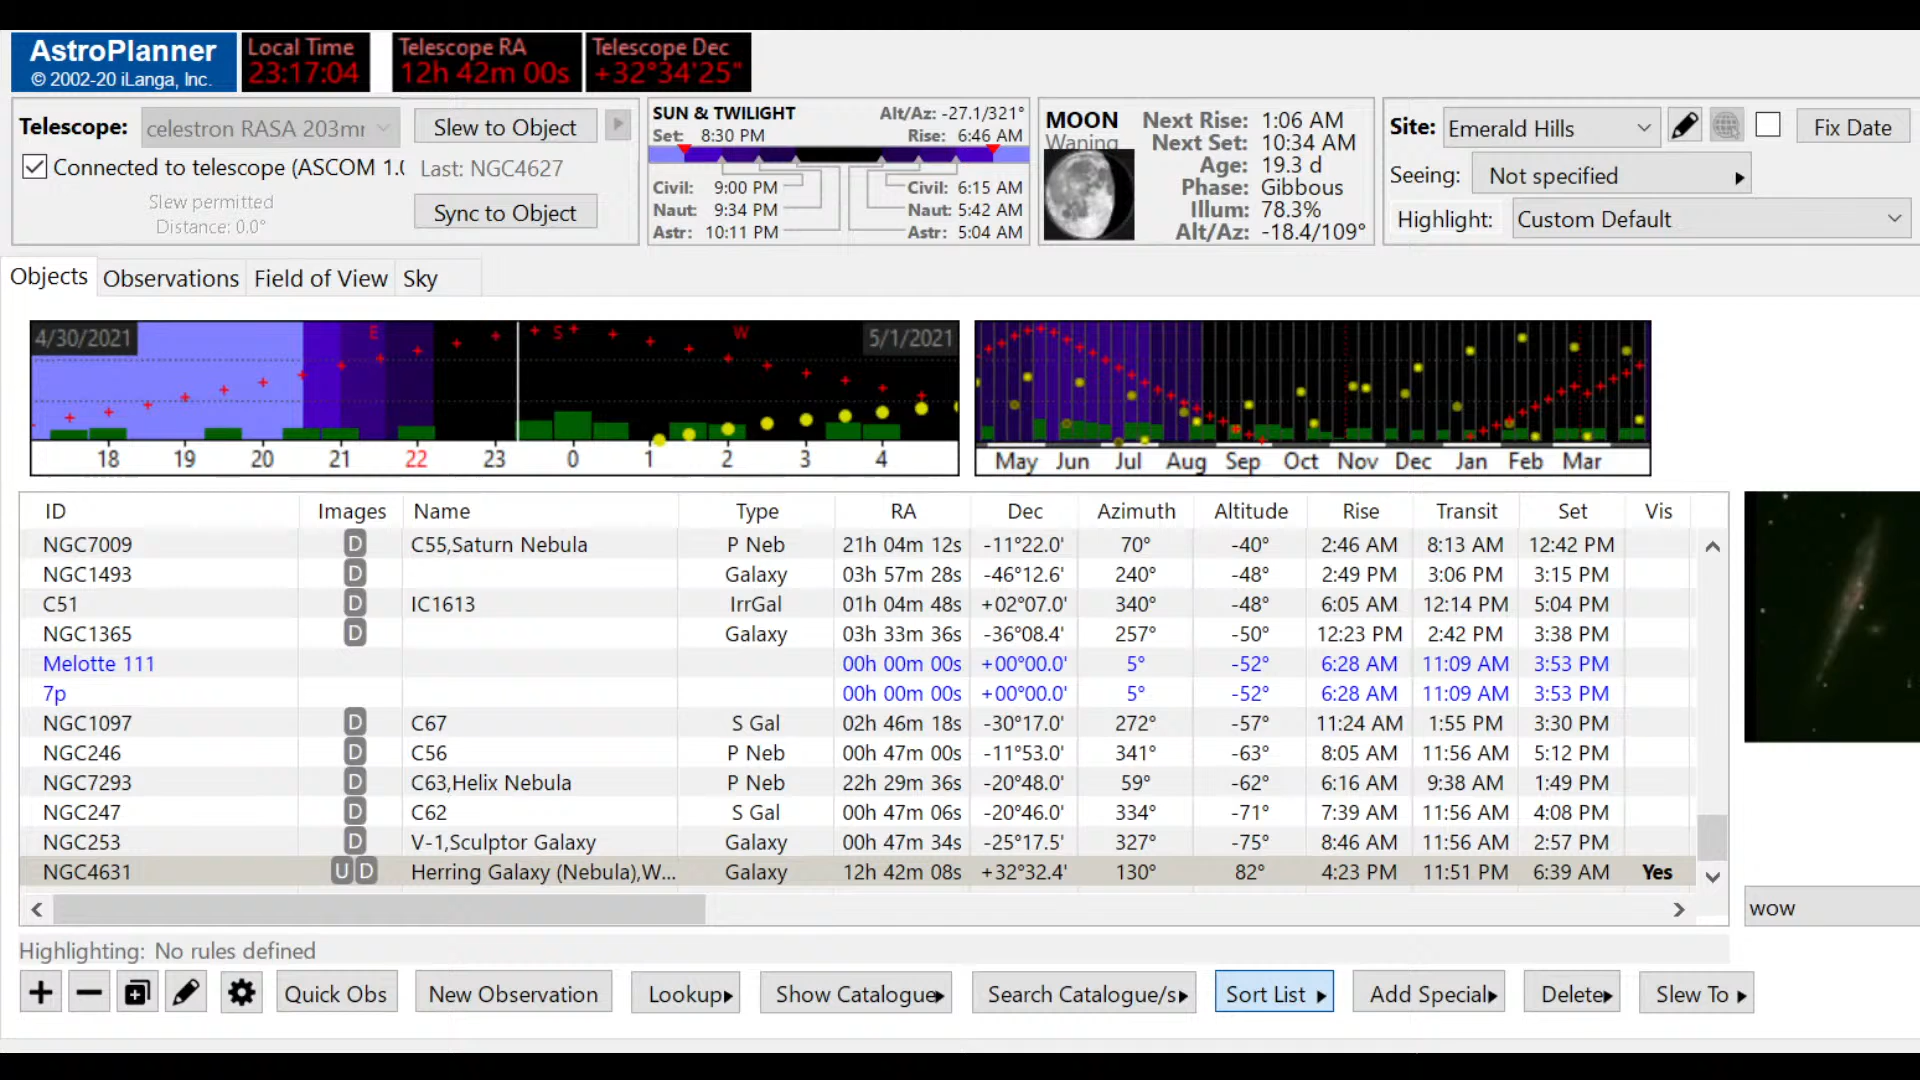 AstroPlanner
© 2002-20 iLanga, Inc.
Local Time
23:17:04
Telescope RA
12h 42m 00s
Telescope Dec
+32°34'25"
Telescope: celestron RASA 203mr
Slew to Object
Connected to telescope (ASCOM 1.0
Last: NGC4627
Slew permitted
Distance: 0.0°
Sync to Object
SUN & TWILIGHT Alt/Az: -27.1/321°
Set: 8:30 PM Rise: 6:46 AM
Civil: 9:00 PM Civil: 6:15 AM
Naut: 9:34 PM Naut: 5:42 AM
Astr: 10:11 PM Astr: 5:04 AM
MOON
Waning
Next Rise: 1:06 AM
Next Set: 10:34 AM
Age: 19.3 d
Phase: Gibbous
Illum: 78.3%
Alt/Az: -18.4/109°
Site: Emerald Hills
Fix Date
Seeing: Not specified
Highlight: Custom Default
Objects Observations Field of View Sky
4/30/2021 E S W 5/1/2021
18 19 20 21 22 23 0 1 2 3 4
May Jun Jul Aug Sep Oct Nov Dec Jan Feb Mar
ID Images Name Type RA Dec Azimuth Altitude Rise Transit Set Vis
NGC7009 D C55,Saturn Nebula P Neb 21h 04m 12s -11°22.0' 70° -40° 2:46 AM 8:13 AM 12:42 PM
NGC1493 D Galaxy 03h 57m 28s -46°12.6' 240° -48° 2:49 PM 3:06 PM 3:15 PM
C51 D IC1613 IrrGal 01h 04m 48s +02°07.0' 340° -48° 6:05 AM 12:14 PM 5:04 PM
NGC1365 D Galaxy 03h 33m 36s -36°08.4' 257° -50° 12:23 PM 2:42 PM 3:38 PM
Melotte 111 00h 00m 00s +00°00.0' 5° -52° 6:28 AM 11:09 AM 3:53 PM
7p 00h 00m 00s +00°00.0' 5° -52° 6:28 AM 11:09 AM 3:53 PM
NGC1097 D C67 S Gal 02h 46m 18s -30°17.0' 272° -57° 11:24 AM 1:55 PM 3:30 PM
NGC246 D C56 P Neb 00h 47m 00s -11°53.0' 341° -63° 8:05 AM 11:56 AM 5:12 PM
NGC7293 D C63,Helix Nebula P Neb 22h 29m 36s -20°48.0' 59° -62° 6:16 AM 9:38 AM 1:49 PM
NGC247 D C62 S Gal 00h 47m 06s -20°46.0' 334° -71° 7:39 AM 11:56 AM 4:08 PM
NGC253 D V-1,Sculptor Galaxy Galaxy 00h 47m 34s -25°17.5' 327° -75° 8:46 AM 11:56 AM 2:57 PM
NGC4631 U D Herring Galaxy (Nebula),W... Galaxy 12h 42m 08s +32°32.4' 130° 82° 4:23 PM 11:51 PM 6:39 AM Yes
wow
Highlighting: No rules defined
Quick Obs New Observation Lookup Show Catalogue Search Catalogue/s Sort List Add Special Delete Slew To